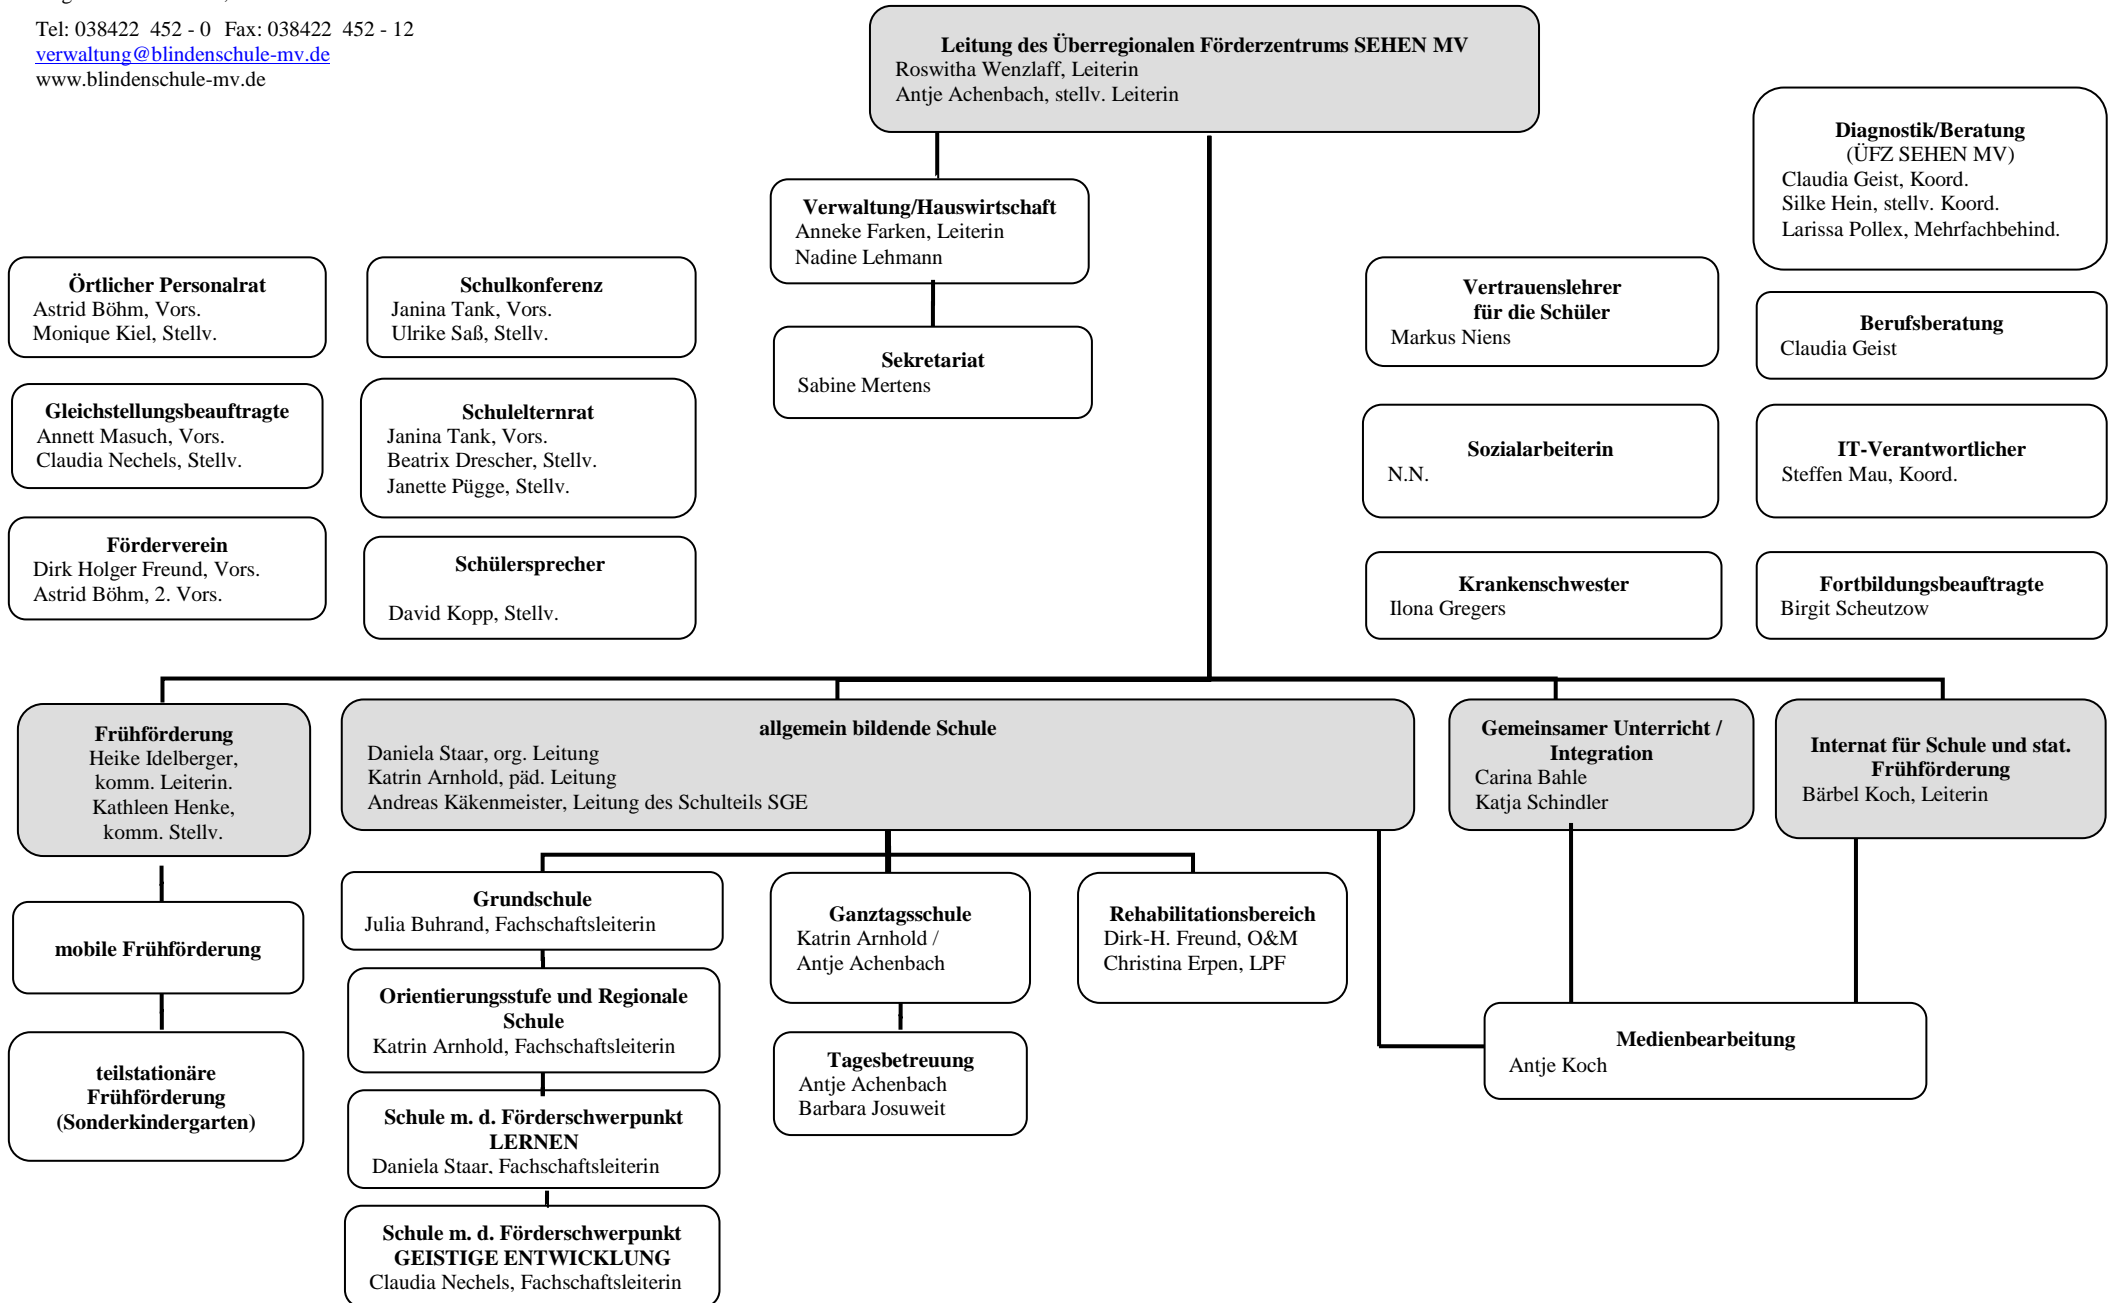 Tel: 038422 452 - 0 Fax: 038422 452 - 12
verwaltung@blindenschule-mv.de
www.blindenschule-mv.de
Leitung des Überregionalen Förderzentrums SEHEN MV
Roswitha Wenzlaff, Leiterin
Antje Achenbach, stellv. Leiterin
Diagnostik/Beratung
(ÜFZ SEHEN MV)
Claudia Geist, Koord.
Silke Hein, stellv. Koord.
Larissa Pollex, Mehrfachbehind.
Verwaltung/Hauswirtschaft
Anneke Farken, Leiterin
Nadine Lehmann
Örtlicher Personalrat
Astrid Böhm, Vors.
Monique Kiel, Stellv.
Schulkonferenz
Janina Tank, Vors.
Ulrike Saß, Stellv.
Sekretariat
Sabine Mertens
Vertrauenslehrer
für die Schüler
Markus Niens
Berufsberatung
Claudia Geist
Gleichstellungsbeauftragte
Annett Masuch, Vors.
Claudia Nechels, Stellv.
Schulelternrat
Janina Tank, Vors.
Beatrix Drescher, Stellv.
Janette Pügge, Stellv.
Sozialarbeiterin
N.N.
IT-Verantwortlicher
Steffen Mau, Koord.
Förderverein
Dirk Holger Freund, Vors.
Astrid Böhm, 2. Vors.
Schülersprecher
David Kopp, Stellv.
Krankenschwester
Ilona Gregers
Fortbildungsbeauftragte
Birgit Scheutzow
Frühförderung
Heike Idelberger,
komm. Leiterin.
Kathleen Henke,
komm. Stellv.
allgemein bildende Schule
Daniela Staar, org. Leitung
Katrin Arnhold, päd. Leitung
Andreas Käkenmeister, Leitung des Schulteils SGE
Gemeinsamer Unterricht /
Integration
Carina Bahle
Katja Schindler
Internat für Schule und stat.
Frühförderung
Bärbel Koch, Leiterin
mobile Frühförderung
teilstationäre
Frühförderung
(Sonderkindergarten)
Grundschule
Julia Buhrand, Fachschaftsleiterin
Orientierungsstufe und Regionale
Schule
Katrin Arnhold, Fachschaftsleiterin
Schule m. d. Förderschwerpunkt
LERNEN
Daniela Staar, Fachschaftsleiterin
Schule m. d. Förderschwerpunkt
GEISTIGE ENTWICKLUNG
Claudia Nechels, Fachschaftsleiterin
Ganztagsschule
Katrin Arnhold /
Antje Achenbach
Tagesbetreuung
Antje Achenbach
Barbara Josuweit
Rehabilitationsbereich
Dirk-H. Freund, O&M
Christina Erpen, LPF
Medienbearbeitung
Antje Koch